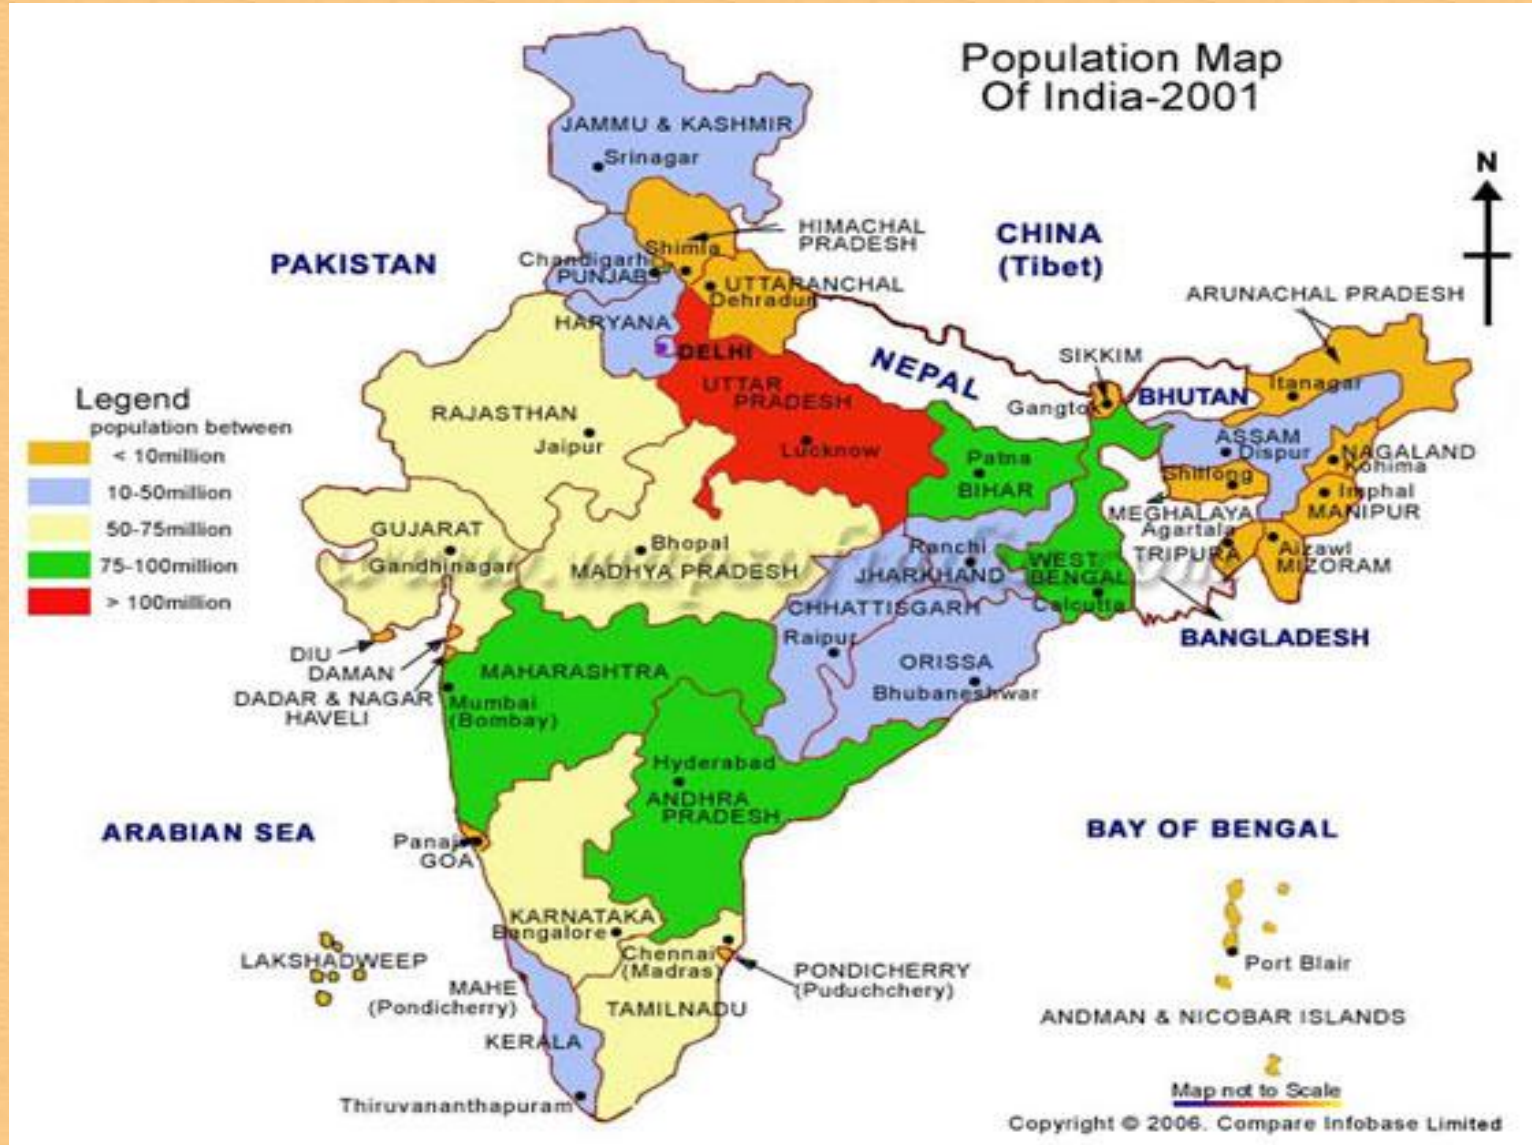 Population Map
Of India-2001
N
JAMMU & KASHMIR
Srinagar
HIMACHAL
PRADESH
CHINA
(Tibet)
PAKISTAN
Shimla
Chandigarh
PUNJAB
UTTARANCHAL
Dehradun
ARUNACHAL PRADESH
HARYANA
DELHI
NEPAL
SIKKIM
Gangtok
BHUTAN
Itanagar
Legend
population between
< 10million
10-50million
50-75million
75-100million
> 100million
RAJASTHAN
Jaipur
UTTAR
PRADESH
Lucknow
Patna
BIHAR
ASSAM
Dispur
Shillong
NAGALAND
Kohima
Imphal
MANIPUR
MEGHALAYA
Agartala
TRIPURA
Aizawl
MIZORAM
GUJARAT
Gandhinagar
Bhopal
MADHYA PRADESH
Ranchi
JHARKHAND
WEST
BENGAL
Calcutta
CHHATTISGARH
Raipur
BANGLADESH
ORISSA
Bhubaneshwar
DIU
DAMAN
DADAR & NAGAR
HAVELI
MAHARASHTRA
Mumbai
(Bombay)
Hyderabad
ANDHRA
PRADESH
ARABIAN SEA
BAY OF BENGAL
Panaji
GOA
KARNATAKA
Bangalore
Chennai
(Madras)
LAKSHADWEEP
MAHE
(Pondicherry)
PONDICHERRY
(Puduchchery)
TAMILNADU
KERALA
Thiruvananthapuram
Port Blair
ANDMAN & NICOBAR ISLANDS
Map not to Scale
Copyright © 2006. Compare Infobase Limited